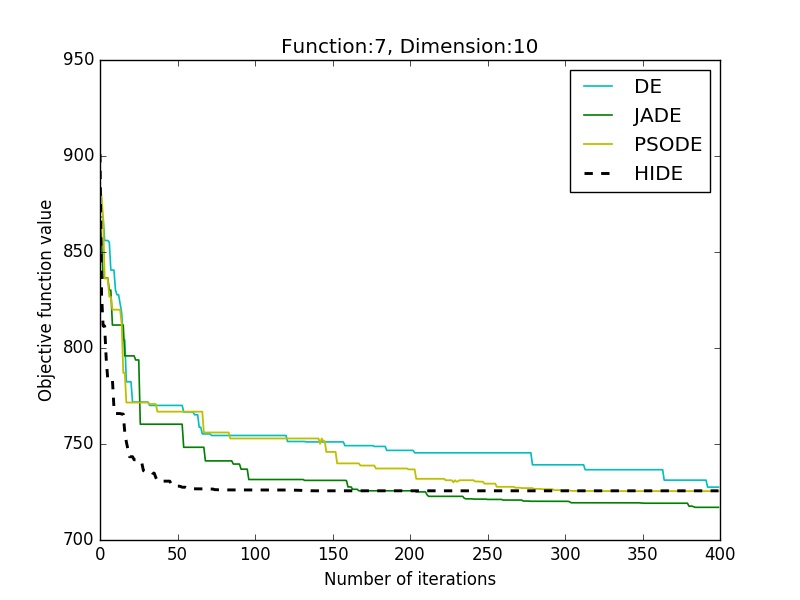 Function:7, Dimension:10
950
900
850
800
750
700
Objective function value
DE
JADE
PSODE
HIDE
0 50 100 150 200 250 300 350 400
Number of iterations